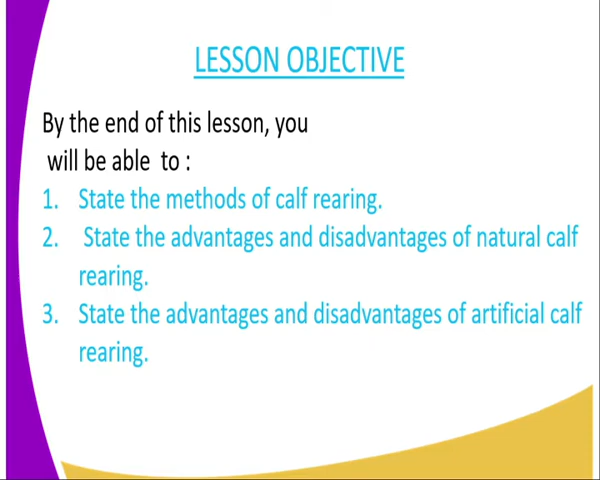 LESSON OBJECTIVE
By the end of this lesson, you
will be able to :
1. State the methods of calf rearing.
2. State the advantages and disadvantages of natural calf
rearing.
3. State the advantages and disadvantages of artificial calf
rearing.